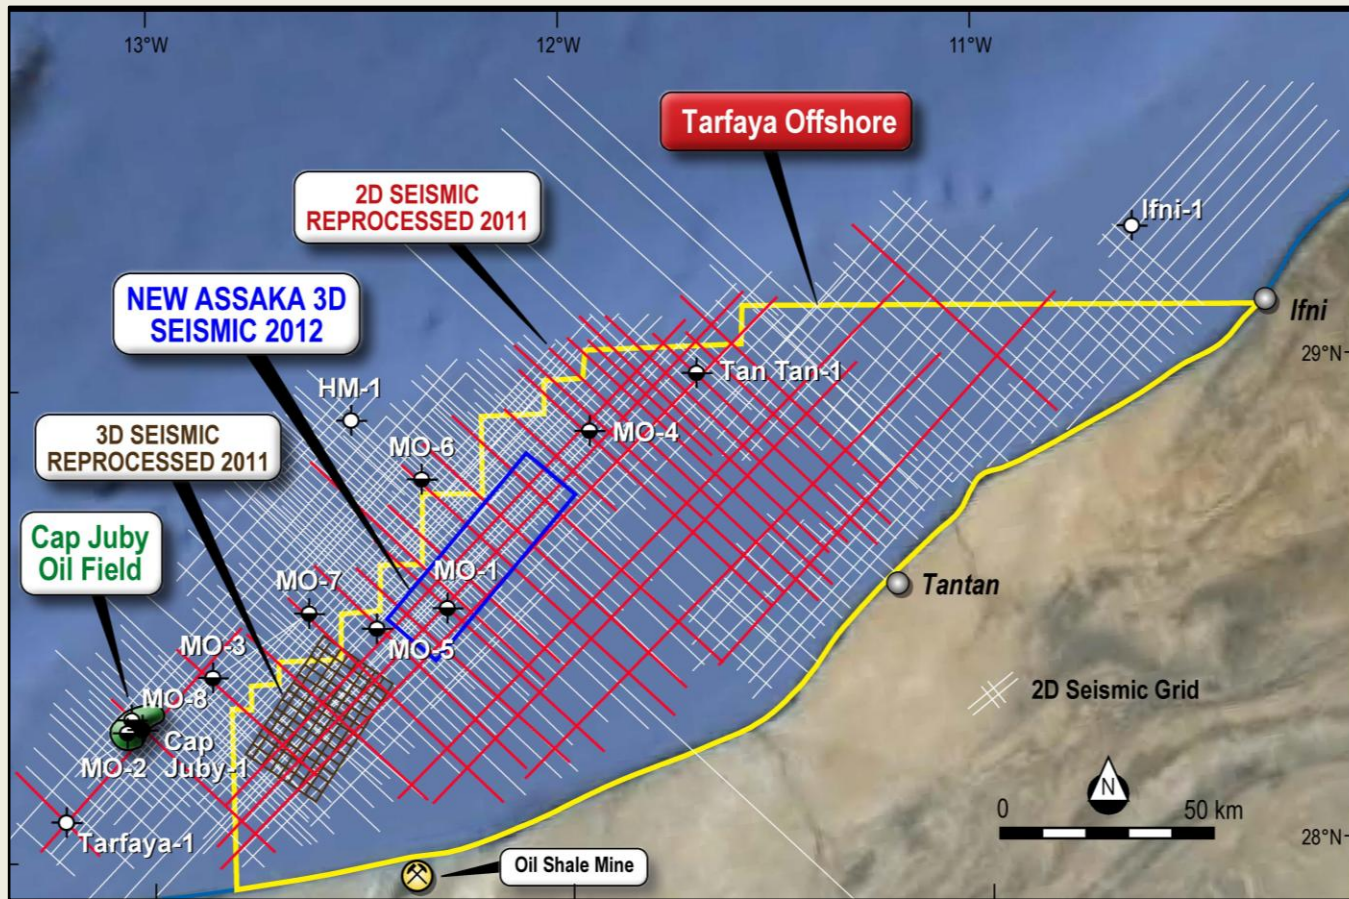 13°W
12°W
11°W
Tarfaya Offshore
2D SEISMIC
REPROCESSED 2011
Ifni-1
NEW ASSAKA 3D
SEISMIC 2012
Ifni
29°N
HM-1
Tan Tan-1
3D SEISMIC
REPROCESSED 2011
MO-6
MO-4
Cap Juby
Oil Field
MO-7
MO-1
Tantan
MO-5
MO-3
2D Seismic Grid
MO-8
Cap
Juby-1
MO-2
N
0
50 km
Tarfaya-1
28°N
Oil Shale Mine